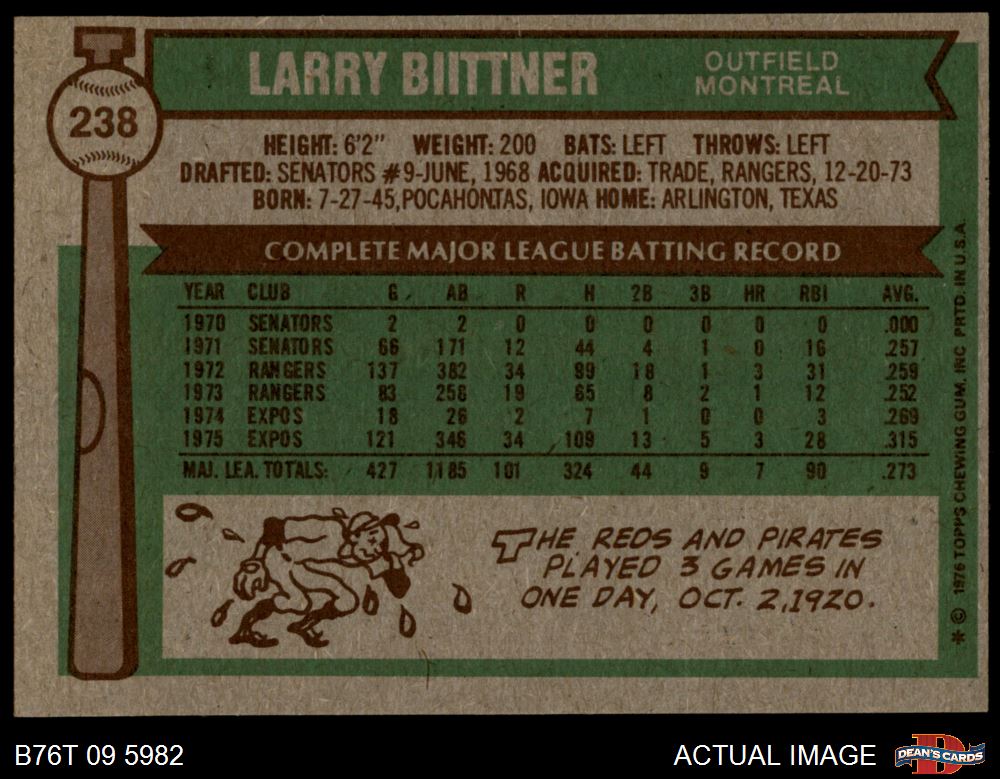 238
LARRY BIITTNER
OUTFIELD
MONTREAL
HEIGHT: 6'2" WEIGHT: 200 BATS: LEFT THROWS: LEFT
DRAFTED: SENATORS #9-JUNE, 1968 ACQUIRED: TRADE, RANGERS, 12-20-73
BORN: 7-27-45, POCAHONTAS, IOWA HOME: ARLINGTON, TEXAS
COMPLETE MAJOR LEAGUE BATTING RECORD
YEAR CLUB G AB R H 2B 3B HR RBI AVG.
1970 SENATORS 2 2 0 0 0 0 0 0 .000
1971 SENATORS 66 171 12 44 4 1 0 16 .257
1972 RANGERS 137 382 34 99 18 1 3 31 .259
1973 RANGERS 83 258 19 65 8 2 1 12 .252
1974 EXPOS 18 26 2 7 1 0 0 3 .269
1975 EXPOS 121 346 34 109 13 5 3 28 .315
MAJ. LEA. TOTALS: 427 1185 101 324 44 9 7 90 .273
THE REDS AND PIRATES
PLAYED 3 GAMES IN
ONE DAY, OCT. 2, 1920.
* © 1976 TOPPS CHEWING GUM, INC PRTD. IN U.S.A.
B76T 09 5982
ACTUAL IMAGE
D
DEAN'S CARDS